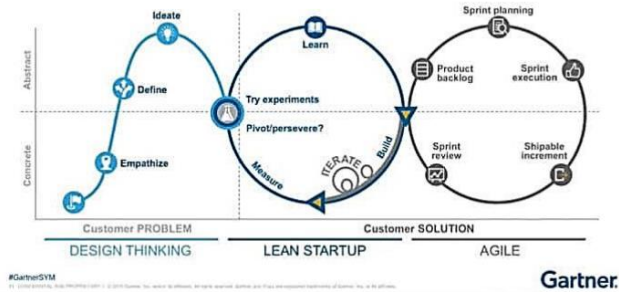 Abstract
Concrete
Ideate
Define
Empathize
Learn
Try experiments
Pivot/persevere?
Measure
ITERATE
Build
Sprint planning
Product
backlog
Sprint
execution
Sprint
review
Shipable
increment
Customer PROBLEM
Customer SOLUTION
DESIGN THINKING
LEAN STARTUP
AGILE
#GartnerSYM
Gartner.